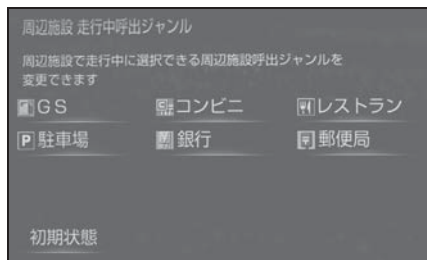 周辺施設 走行中呼出ジャンル
周辺施設で走行中に選択できる周辺施設呼出ジャンルを
変更できます
GS コンビニ レストラン
P 駐車場 銀行 郵便局
初期状態